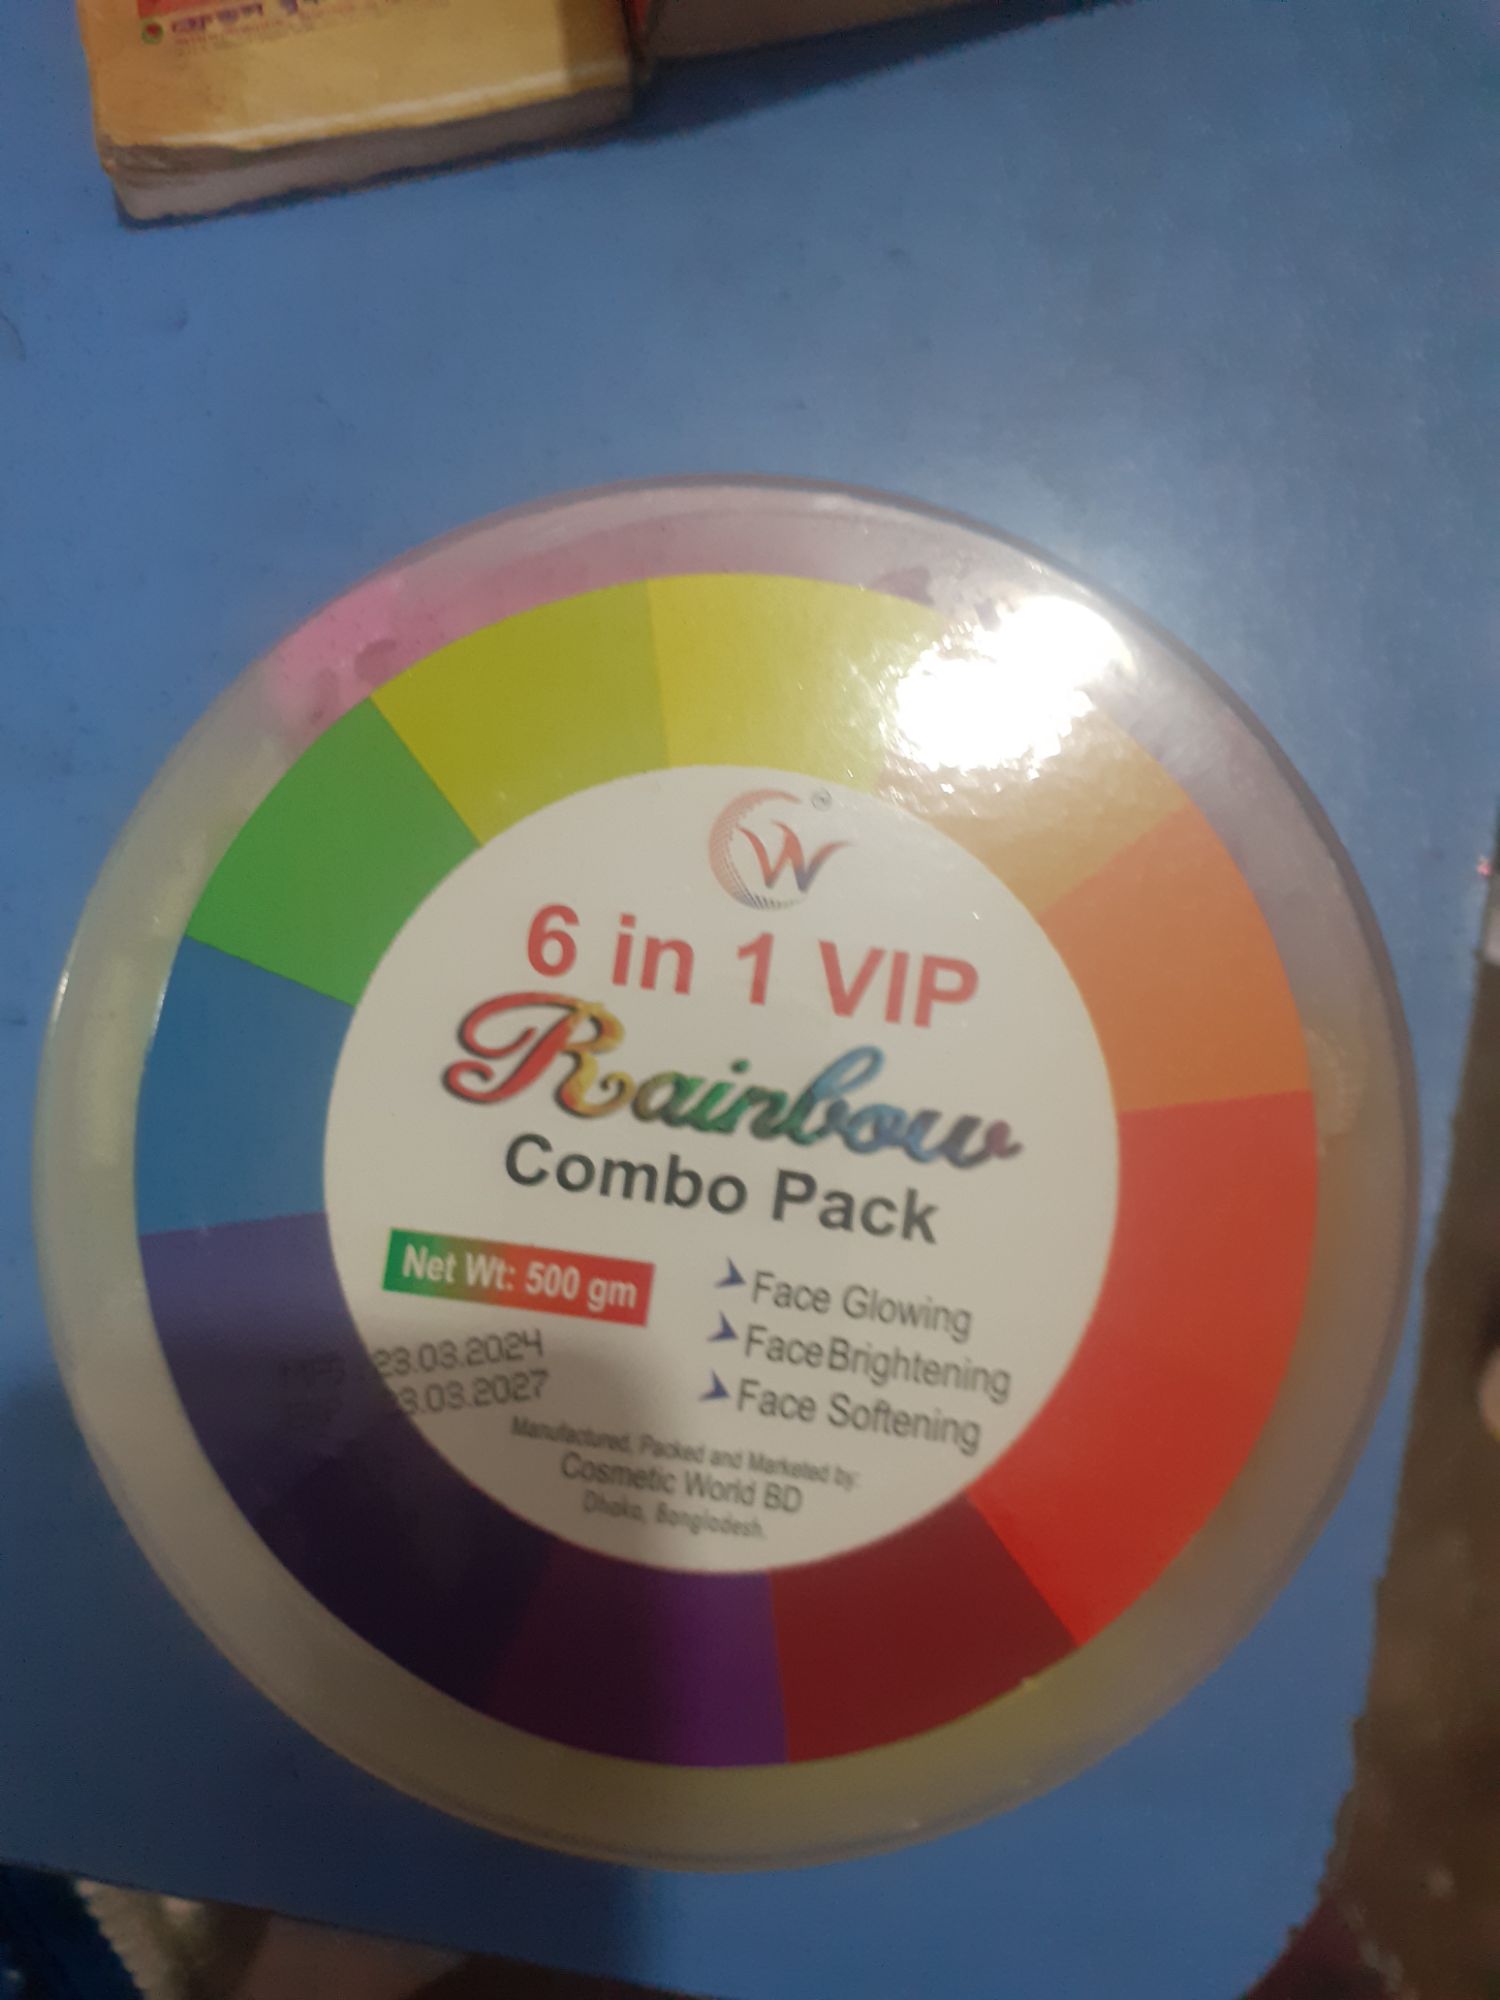 W
6 in 1 VIP
Rainbow
Combo Pack
Net Wt: 500 gm
23.03.2024
3.03.2027
Face Glowing
Face Brightening
Face Softening
Manufactured, Packed and Marketed by:
Cosmetic World BD
Dhaka, Bangladesh.